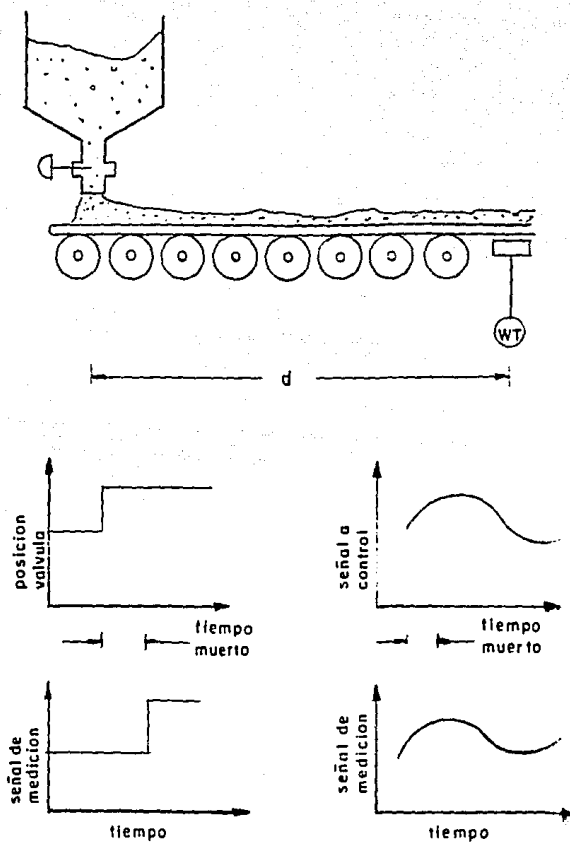 WT
d
posicion
valvula
tiempo
muerto
señal a
control
tiempo
muerto
señal de
medicion
tiempo
señal de
medicion
tiempo